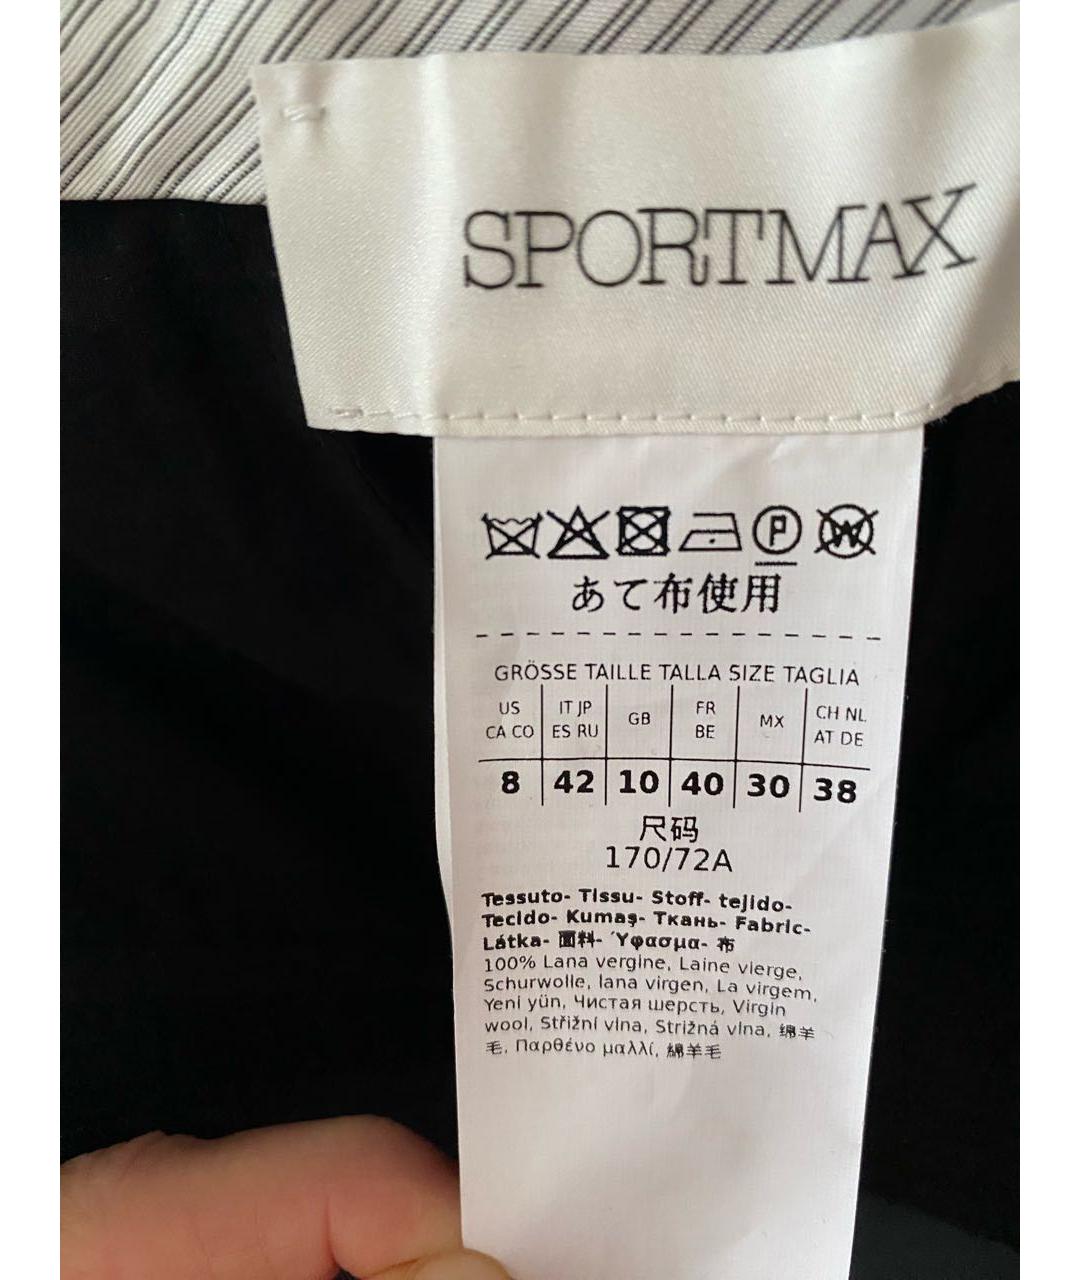 SPORTMAX
P W
あて布使用
GRÖSSE TAILLE TALLA SIZE TAGLIA
US IT JP GB FR MX CH NL
CA CO ES RU BE AT DE
8 42 10 40 30 38
尺码
170/72A
Tessuto- Tissu- Stoff- tejido-
Tecido- Kumaş- Ткань- Fabric-
Látka- 面料- Ύφασμα- 布
100% Lana vergine, Laine vierge,
Schurwolle, lana virgen, La virgem,
Yeni yün, Чистая шерсть, Virgin
wool, Střižní vlna, Strižná vlna, 绵羊
毛, Παρθένο μαλλί, 綿羊毛